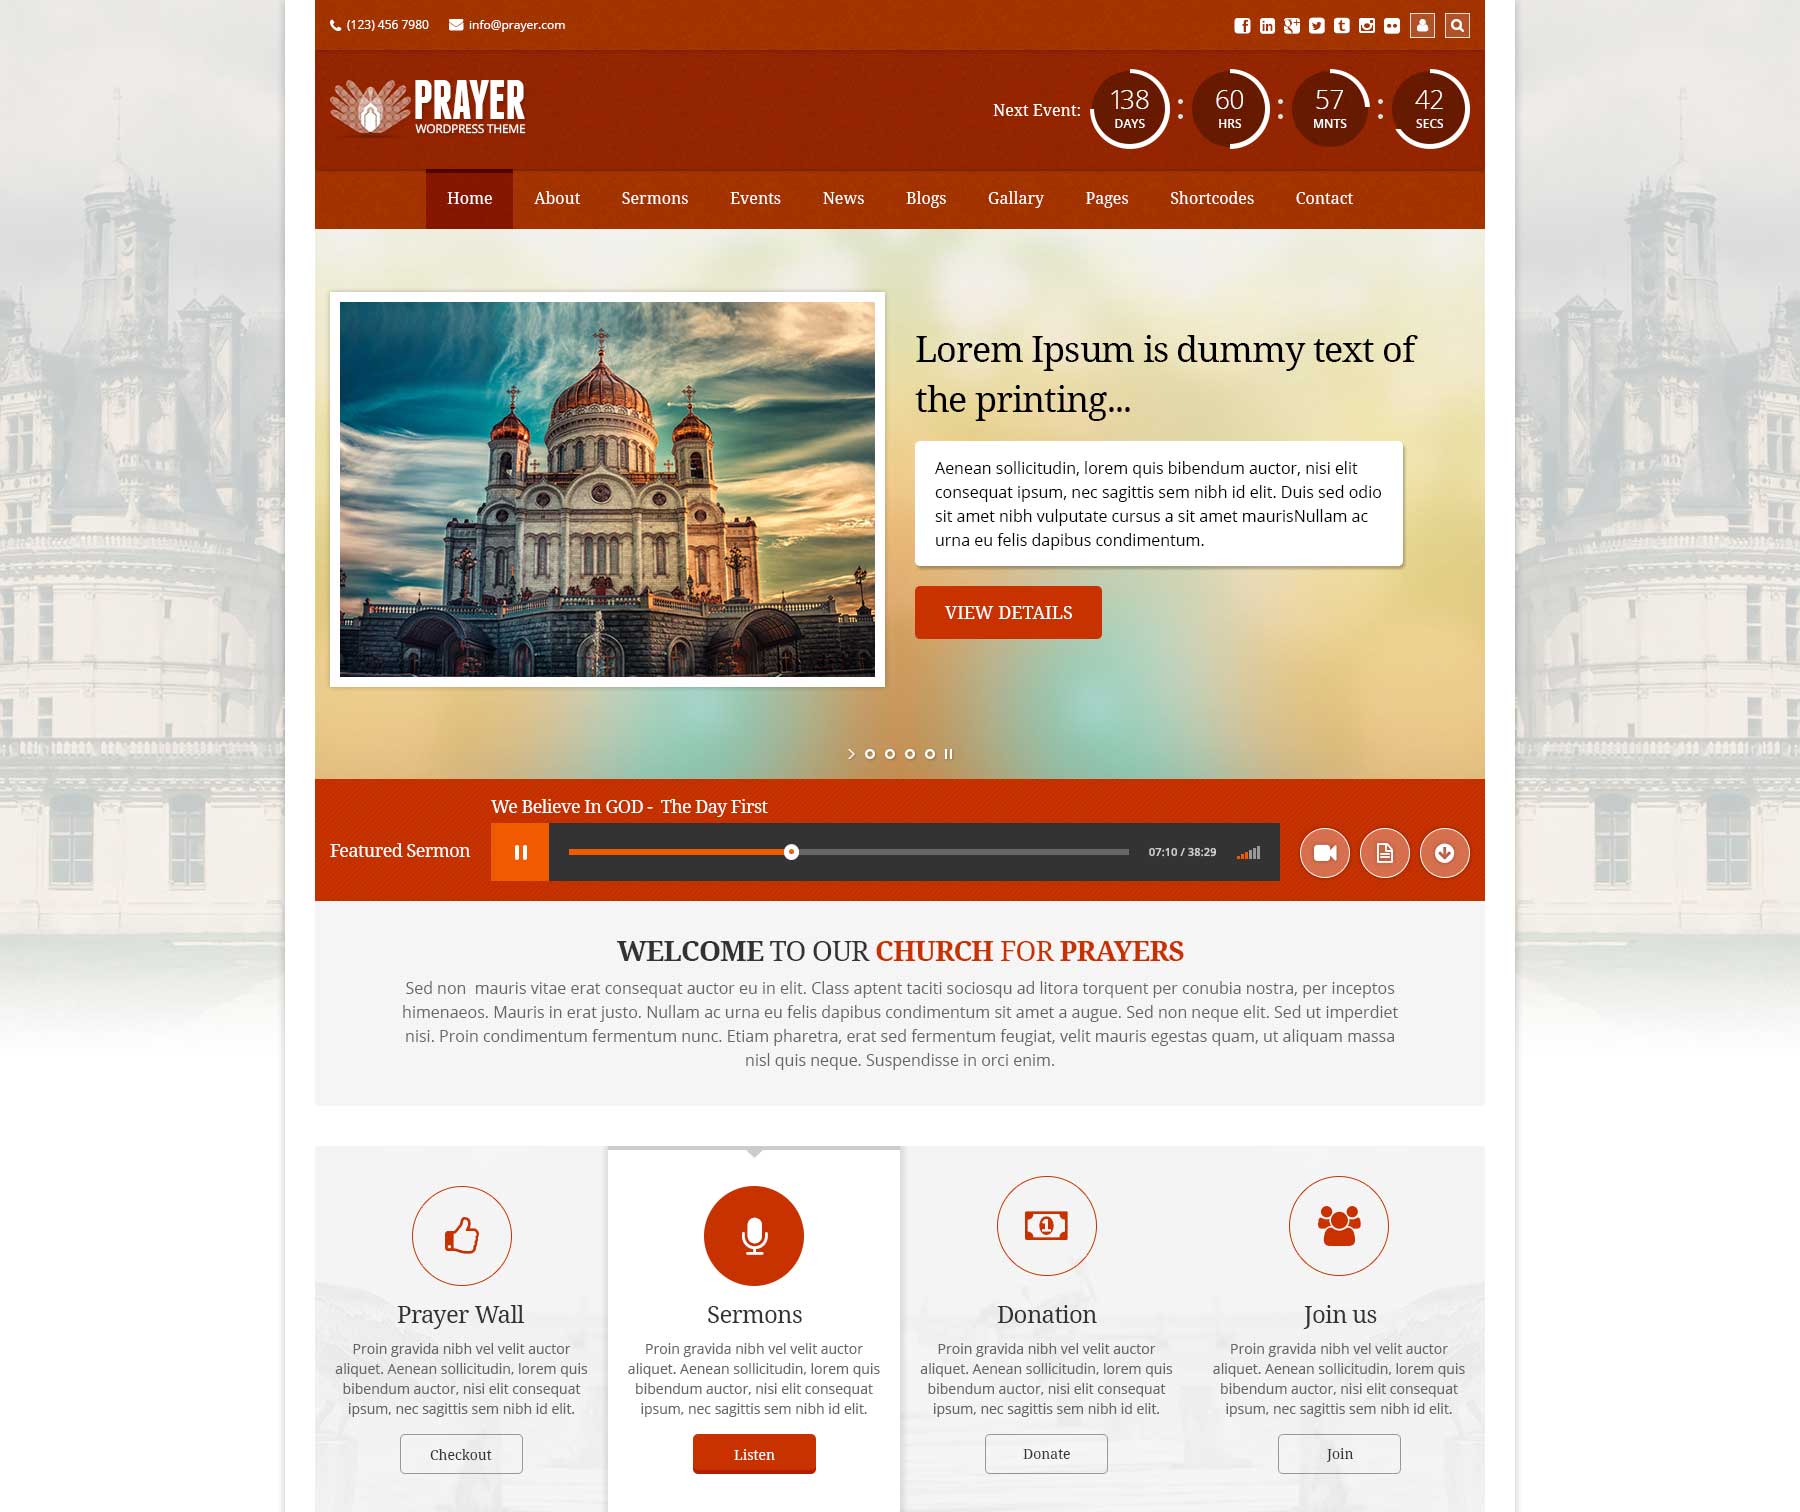 (123) 456 7980 info@prayer.com
PRAYER
WORDPRESS THEME
Next Event: 138 : 60 : 57 : 42
DAYS HRS MNTS SECS
Home About Sermons Events News Blogs Gallary Pages Shortcodes Contact
Lorem Ipsum is dummy text of
the printing...
Aenean sollicitudin, lorem quis bibendum auctor, nisi elit
consequat ipsum, nec sagittis sem nibh id elit. Duis sed odio
sit amet nibh vulputate cursus a sit amet maurisNullam ac
urna eu felis dapibus condimentum.
VIEW DETAILS
We Believe In GOD - The Day First
Featured Sermon
07:10 / 38:29
WELCOME TO OUR CHURCH FOR PRAYERS
Sed non mauris vitae erat consequat auctor eu in elit. Class aptent taciti sociosqu ad litora torquent per conubia nostra, per inceptos
himenaeos. Mauris in erat justo. Nullam ac urna eu felis dapibus condimentum sit amet a augue. Sed non neque elit. Sed ut imperdiet
nisi. Proin condimentum fermentum nunc. Etiam pharetra, erat sed fermentum feugiat, velit mauris egestas quam, ut aliquam massa
nisl quis neque. Suspendisse in orci enim.
Prayer Wall
Proin gravida nibh vel velit auctor
aliquet. Aenean sollicitudin, lorem quis
bibendum auctor, nisi elit consequat
ipsum, nec sagittis sem nibh id elit.
Checkout
Sermons
Proin gravida nibh vel velit auctor
aliquet. Aenean sollicitudin, lorem quis
bibendum auctor, nisi elit consequat
ipsum, nec sagittis sem nibh id elit.
Listen
Donation
Proin gravida nibh vel velit auctor
aliquet. Aenean sollicitudin, lorem quis
bibendum auctor, nisi elit consequat
ipsum, nec sagittis sem nibh id elit.
Donate
Join us
Proin gravida nibh vel velit auctor
aliquet. Aenean sollicitudin, lorem quis
bibendum auctor, nisi elit consequat
ipsum, nec sagittis sem nibh id elit.
Join